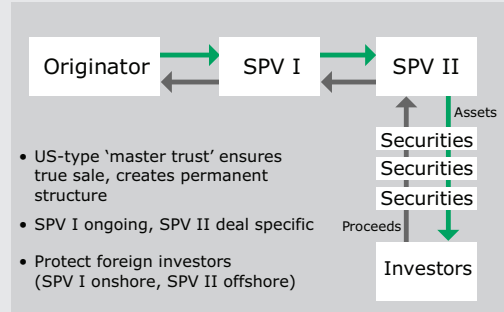 Originator
SPV I
SPV II
Assets
Securities
Securities
Securities
Proceeds
Investors
• US-type ‘master trust’ ensures
true sale, creates permanent
structure
• SPV I ongoing, SPV II deal specific
• Protect foreign investors
(SPV I onshore, SPV II offshore)